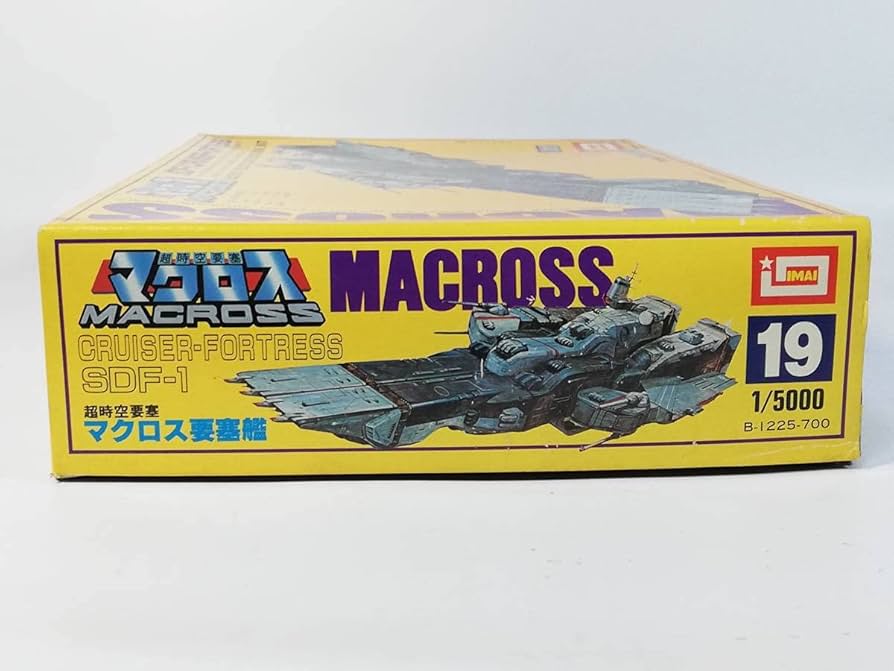 超時空要塞
マクロス
MACROSS
CRUISER-FORTRESS
SDF-1
超時空要塞
マクロス要塞艦
MACROSS
IMAI
19
1/5000
B-1225-700